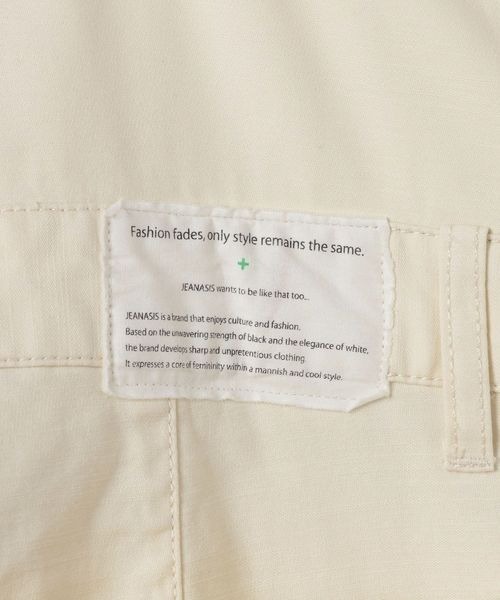 Fashion fades, only style remains the same.
+
JEANASIS wants to be like that too...
JEANASIS is a brand that enjoys culture and fashion.
Based on the unwavering strength of black and the elegance of white,
the brand develops sharp and unpretentious clothing.
It expresses a core of femininity within a mannish and cool style.